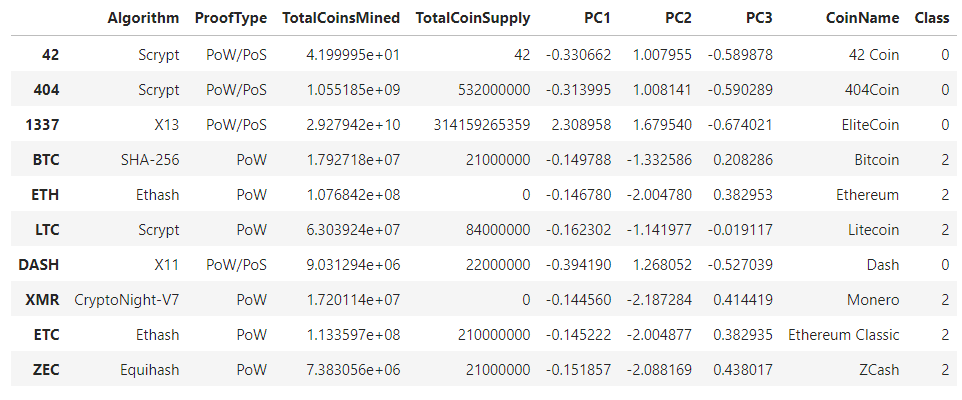 Algorithm ProofType TotalCoinsMined TotalCoinSupply PC1 PC2 PC3 CoinName Class
42 Scrypt PoW/PoS 4.199995e+01 42 -0.330662 1.007955 -0.589878 42 Coin 0
404 Scrypt PoW/PoS 1.055185e+09 532000000 -0.313995 1.008141 -0.590289 404Coin 0
1337 X13 PoW/PoS 2.927942e+10 314159265359 2.308958 1.679540 -0.674021 EliteCoin 0
BTC SHA-256 PoW 1.792718e+07 21000000 -0.149788 -1.332586 0.208286 Bitcoin 2
ETH Ethash PoW 1.076842e+08 0 -0.146780 -2.004780 0.382953 Ethereum 2
LTC Scrypt PoW 6.303924e+07 84000000 -0.162302 -1.141977 -0.019117 Litecoin 2
DASH X11 PoW/PoS 9.031294e+06 22000000 -0.394190 1.268052 -0.527039 Dash 0
XMR CryptoNight-V7 PoW 1.720114e+07 0 -0.144560 -2.187284 0.414419 Monero 2
ETC Ethash PoW 1.133597e+08 210000000 -0.145222 -2.004877 0.382935 Ethereum Classic 2
ZEC Equihash PoW 7.383056e+06 21000000 -0.151857 -2.088169 0.438017 ZCash 2